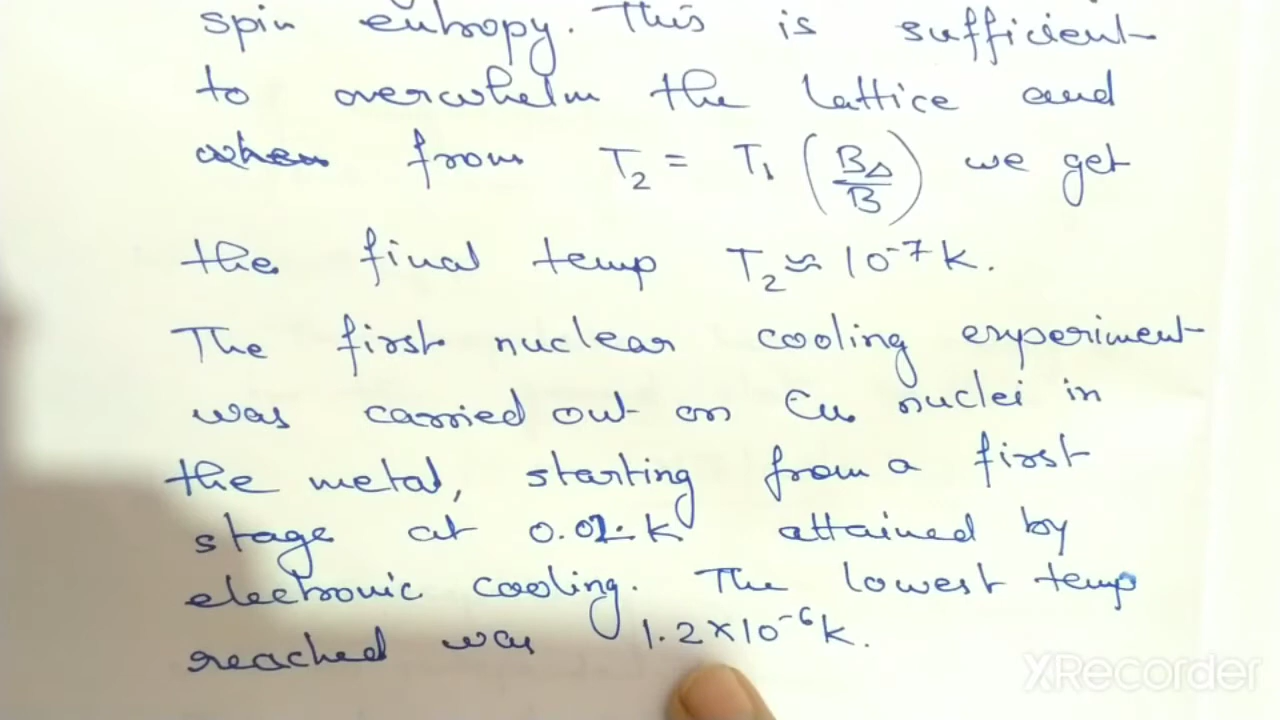 spin entropy. This is sufficient
to overwhelm the lattice and
when from T₂ = T₁ (B_Δ/B) we get
the final temp T₂ ≈ 10⁻⁷ K.
The first nuclear cooling experiment
was carried out on Cu nuclei in
the metal, starting from a first
stage at 0.02 K attained by
electronic cooling. The lowest temp
reached was 1.2×10⁻⁶ K.
XRecorder